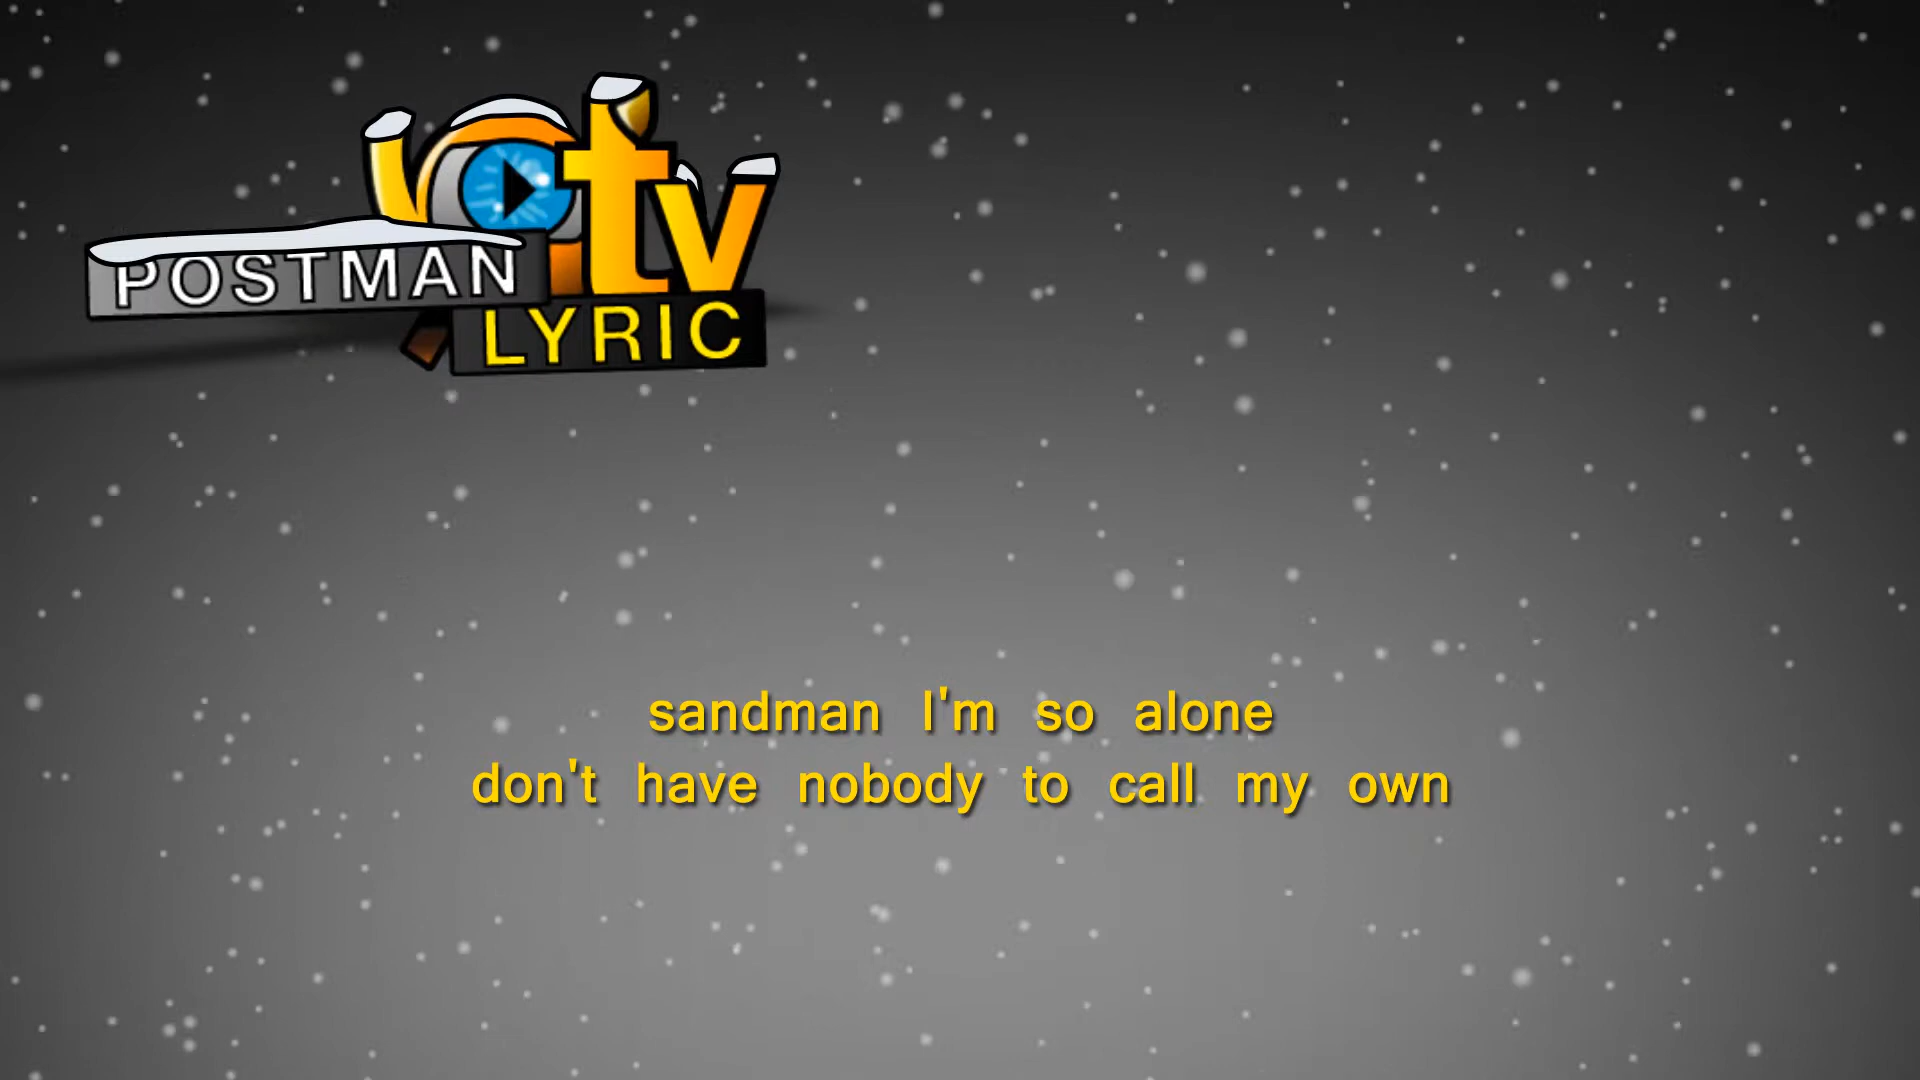 tv
POSTMAN
LYRIC
sandman I'm so alone
don't have nobody to call my own